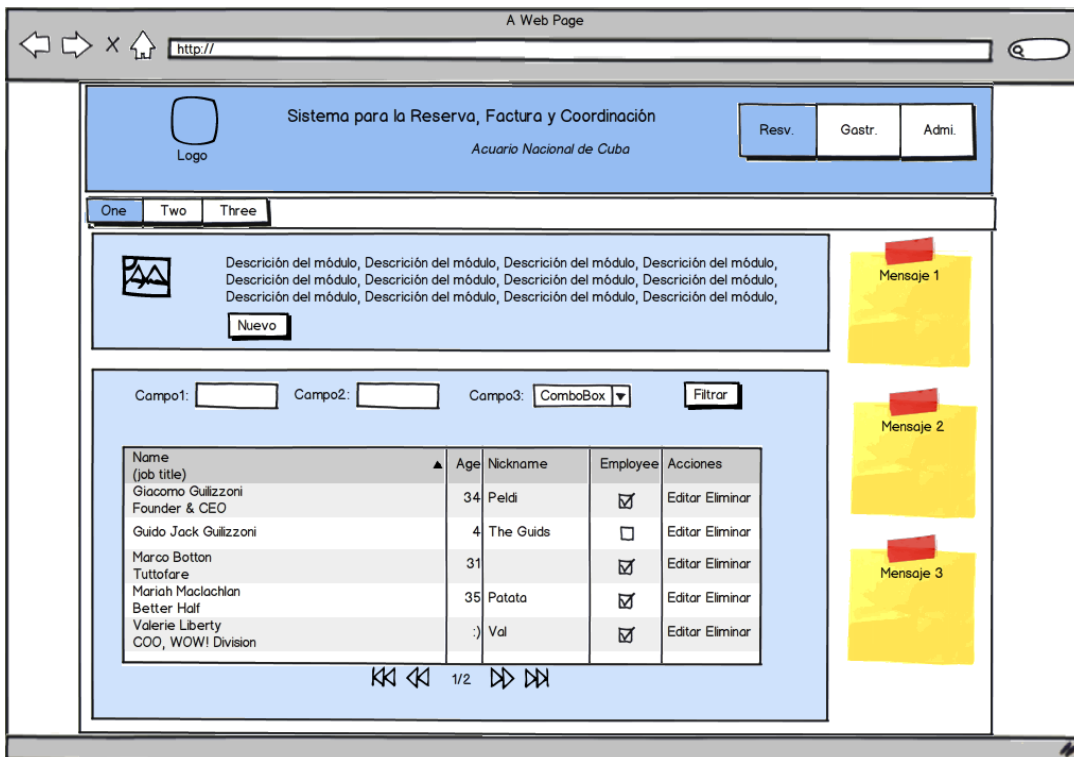 A Web Page
http://
Sistema para la Reserva, Factura y Coordinación
Acuario Nacional de Cuba
Logo
Resv. Gastr. Admi.
One Two Three
Descrición del módulo, Descrición del módulo, Descrición del módulo, Descrición del módulo,
Descrición del módulo, Descrición del módulo, Descrición del módulo, Descrición del módulo,
Descrición del módulo, Descrición del módulo, Descrición del módulo, Descrición del módulo,
Nuevo
Mensaje 1
Campo1: Campo2: Campo3: ComboBox Filtrar
Mensaje 2
Name
(job title) Age Nickname Employee Acciones
Giacomo Guilizzoni
Founder & CEO 34 Peldi Editar Eliminar
Guido Jack Guilizzoni 4 The Guids Editar Eliminar
Marco Botton
Tuttofare 31 Editar Eliminar
Mariah Maclachlan
Better Half 35 Patata Editar Eliminar
Valerie Liberty
COO, WOW! Division :) Val Editar Eliminar
Mensaje 3
1/2